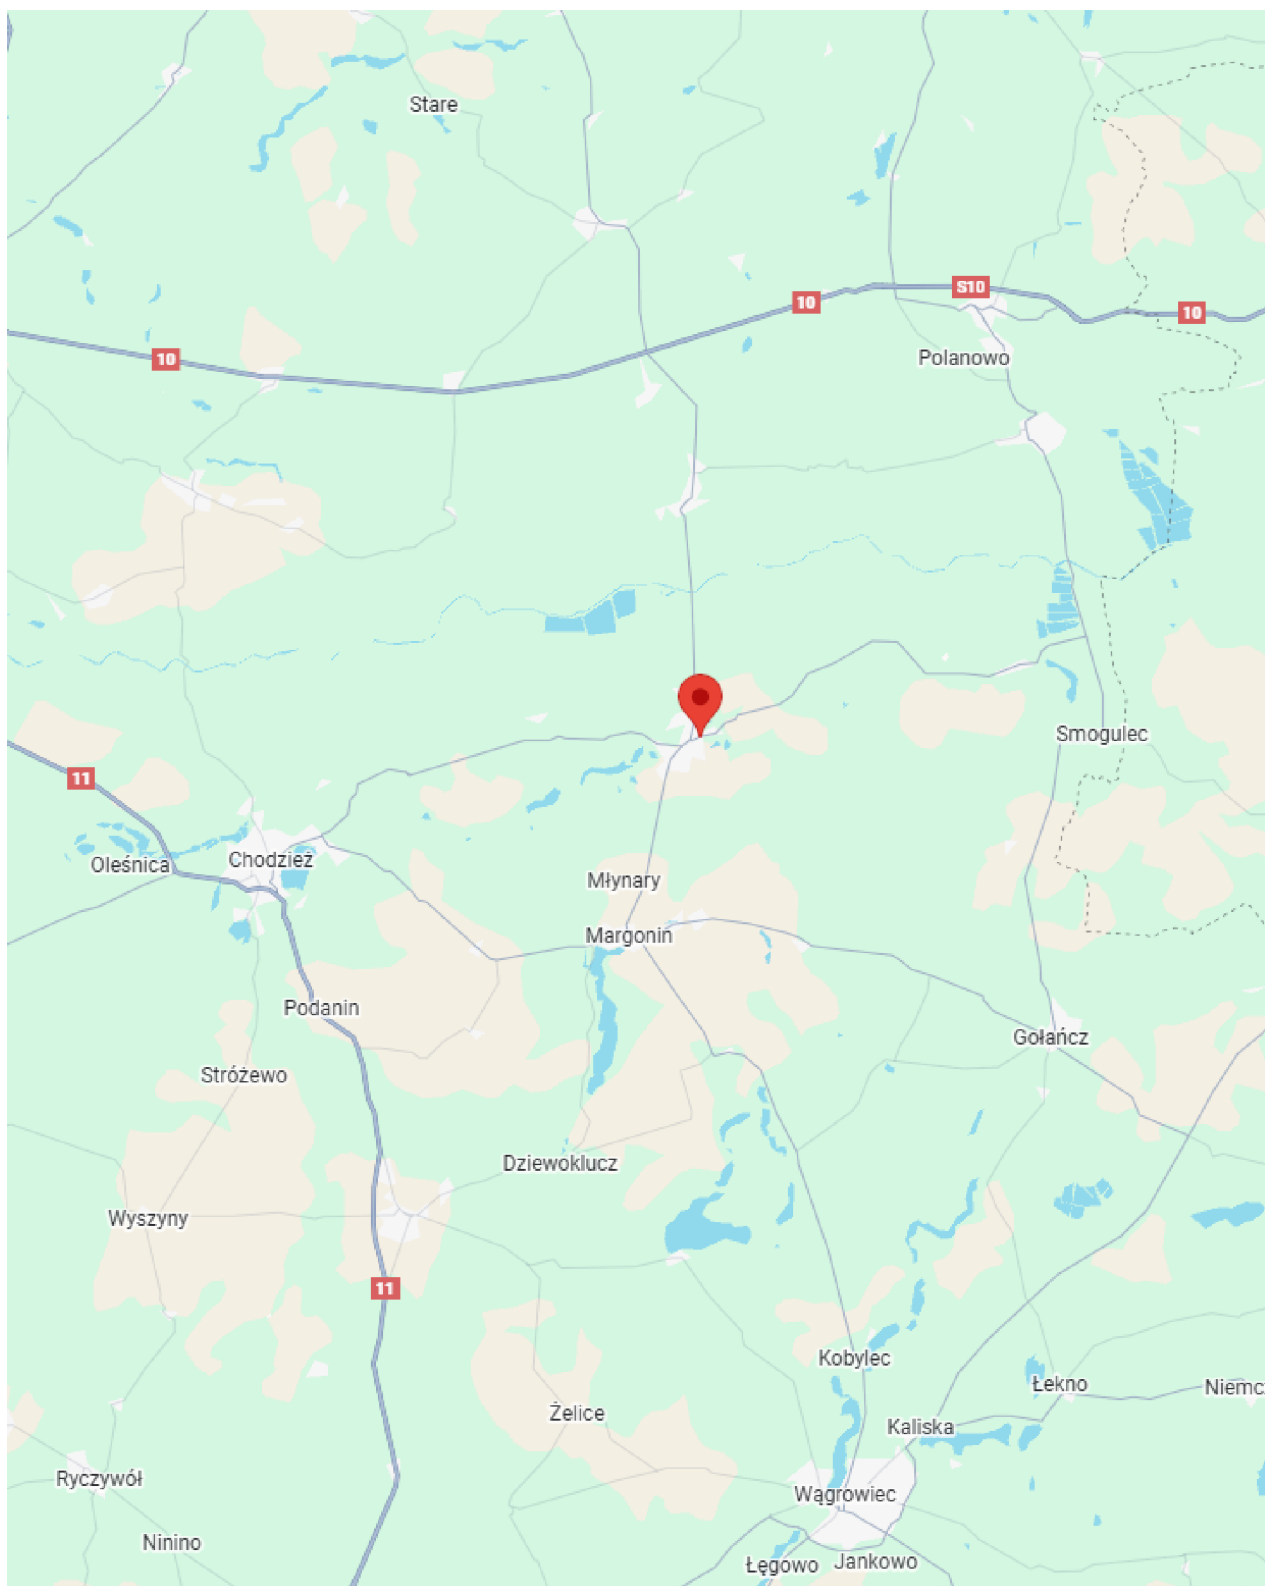 Stare
S10
10
10
10
Polanowo
Smogulec
11
Oleśnica
Chodzież
Młynary
Margonin
Podanin
Gołańcz
Stróżewo
Dziewoklucz
Wyszyny
11
Kobylec
Łekno
Niemcz
Żelice
Kaliska
Ryczywół
Wągrowiec
Ninino
Łęgowo
Jankowo